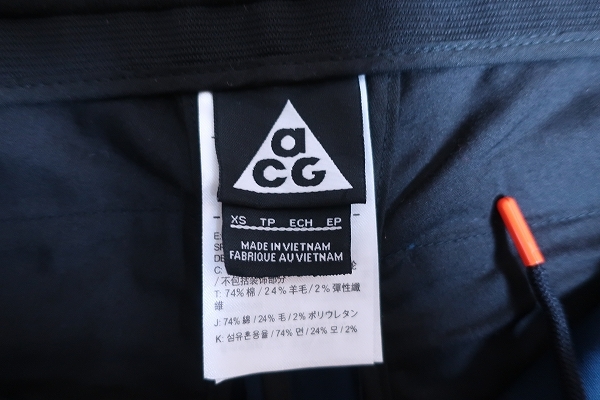 a
CG
XS TP ECH EP
MADE IN VIETNAM
FABRIQUE AU VIETNAM
/不包括装飾部分
T: 74% 棉 / 24% 羊毛 / 2% 彈性纖
維
J: 74% 綿 / 24% 毛 / 2% ポリウレタン
K: 섬유혼용율 / 74% 면 / 24% 모 / 2%